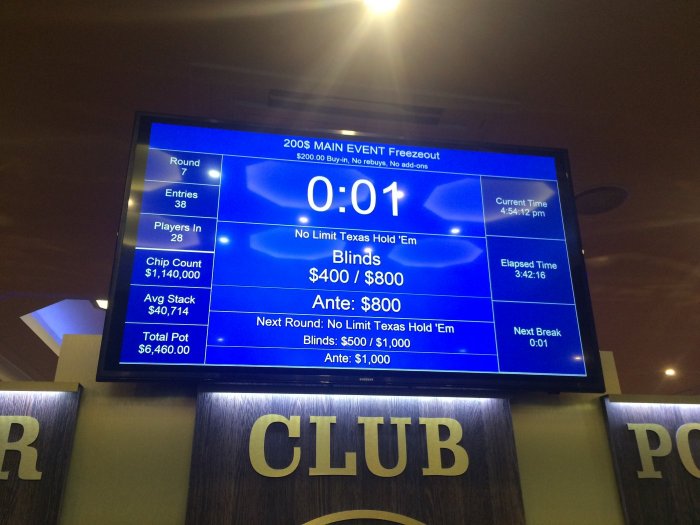 200$ MAIN EVENT Freezeout
$200.00 Buy-in, No rebuys, No add-ons
Round
7
Entries
38
Players In
28
Chip Count
$1,140,000
Avg Stack
$40,714
Total Pot
$6,460.00
0:01
No Limit Texas Hold 'Em
Blinds
$400 / $800
Ante: $800
Next Round: No Limit Texas Hold 'Em
Blinds: $500 / $1,000
Ante: $1,000
Current Time
4:54:12 pm
Elapsed Time
3:42:16
Next Break
0:01
R
CLUB
PO